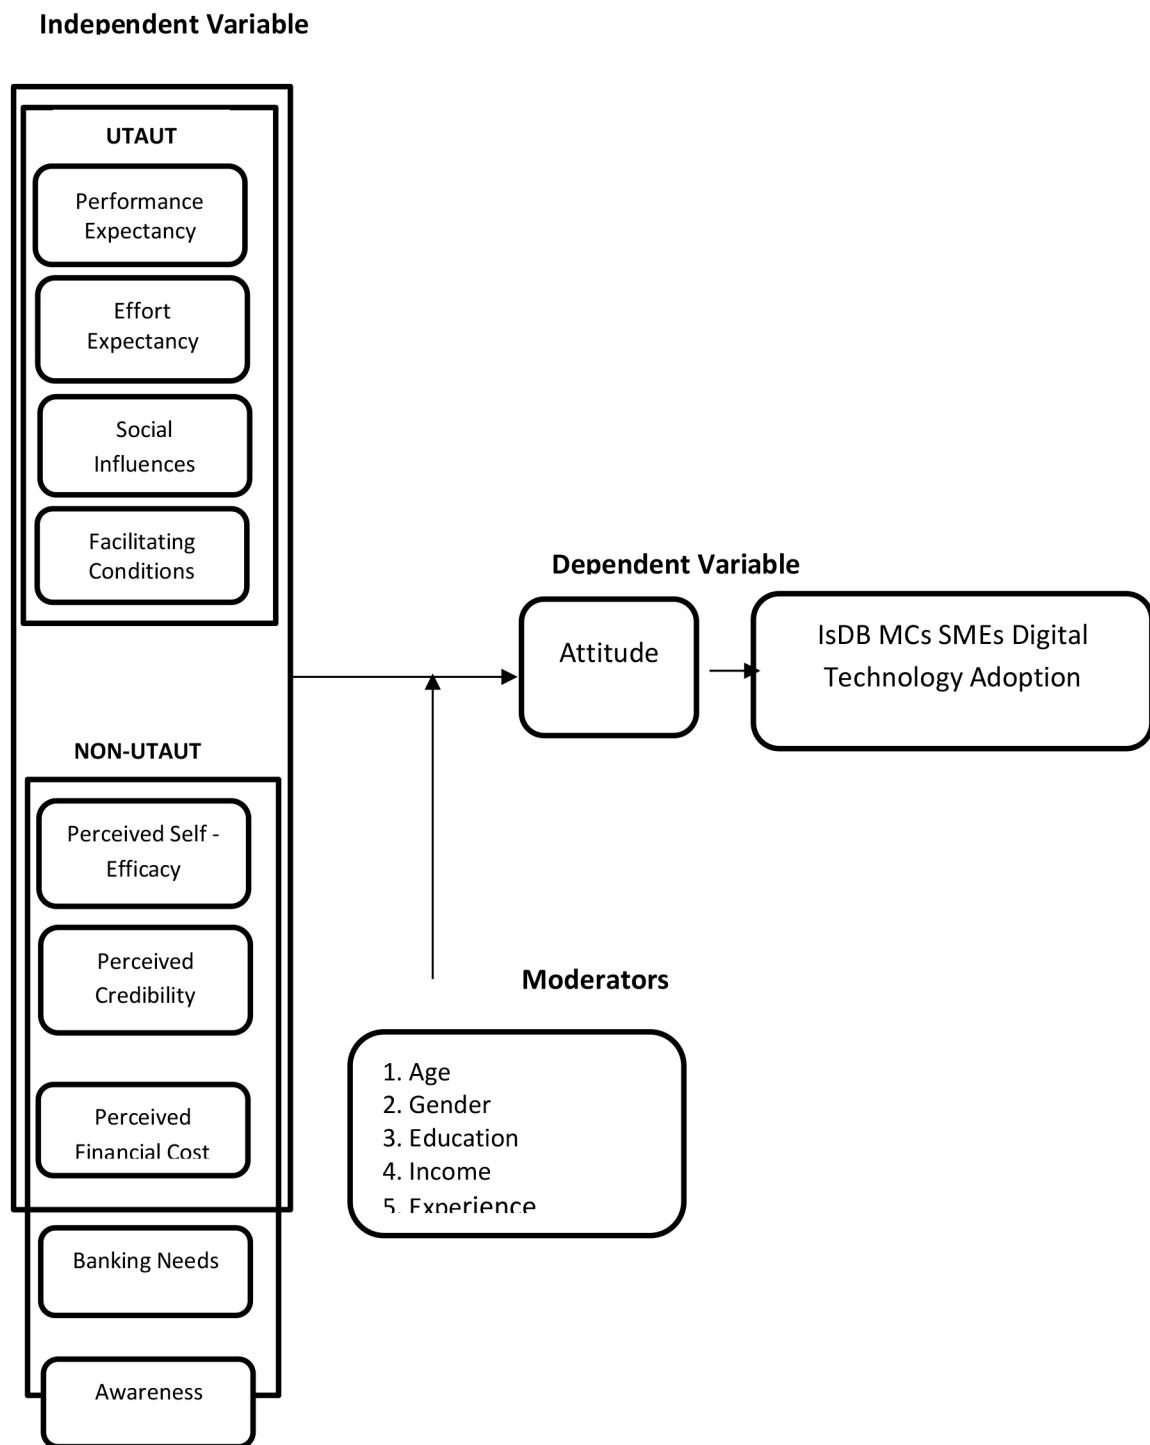 Independent Variable
UTAUT
Performance
Expectancy
Effort
Expectancy
Social
Influences
Facilitating
Conditions
NON-UTAUT
Perceived Self -
Efficacy
Perceived
Credibility
Perceived
Financial Cost
Banking Needs
Awareness
Dependent Variable
Attitude
IsDB MCs SMEs Digital
Technology Adoption
Moderators
1. Age
2. Gender
3. Education
4. Income
5. Experience